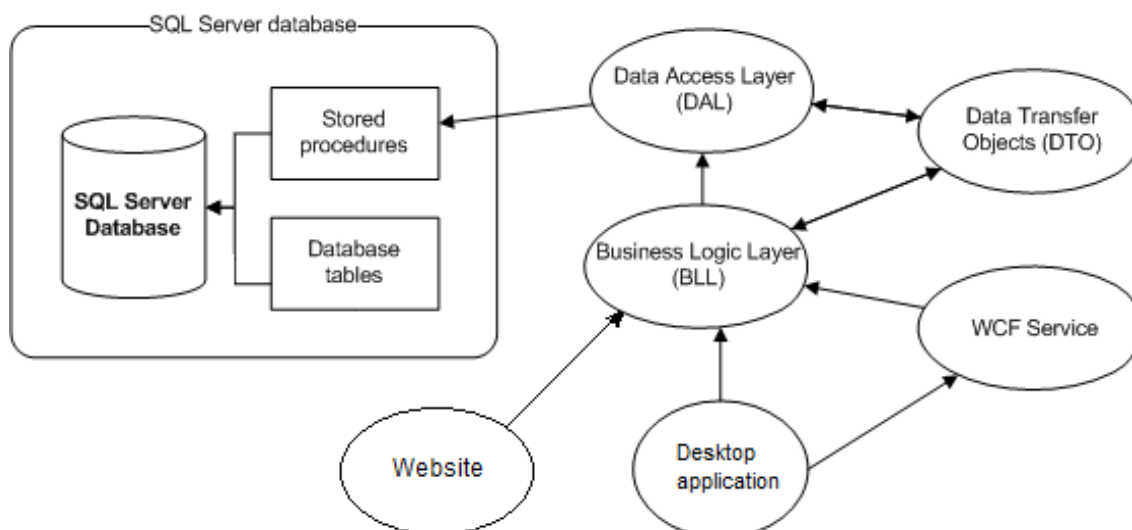 SQL Server database
Stored
procedures
SQL Server
Database
Database
tables
Data Access Layer
(DAL)
Data Transfer
Objects (DTO)
Business Logic Layer
(BLL)
WCF Service
Website
Desktop
application